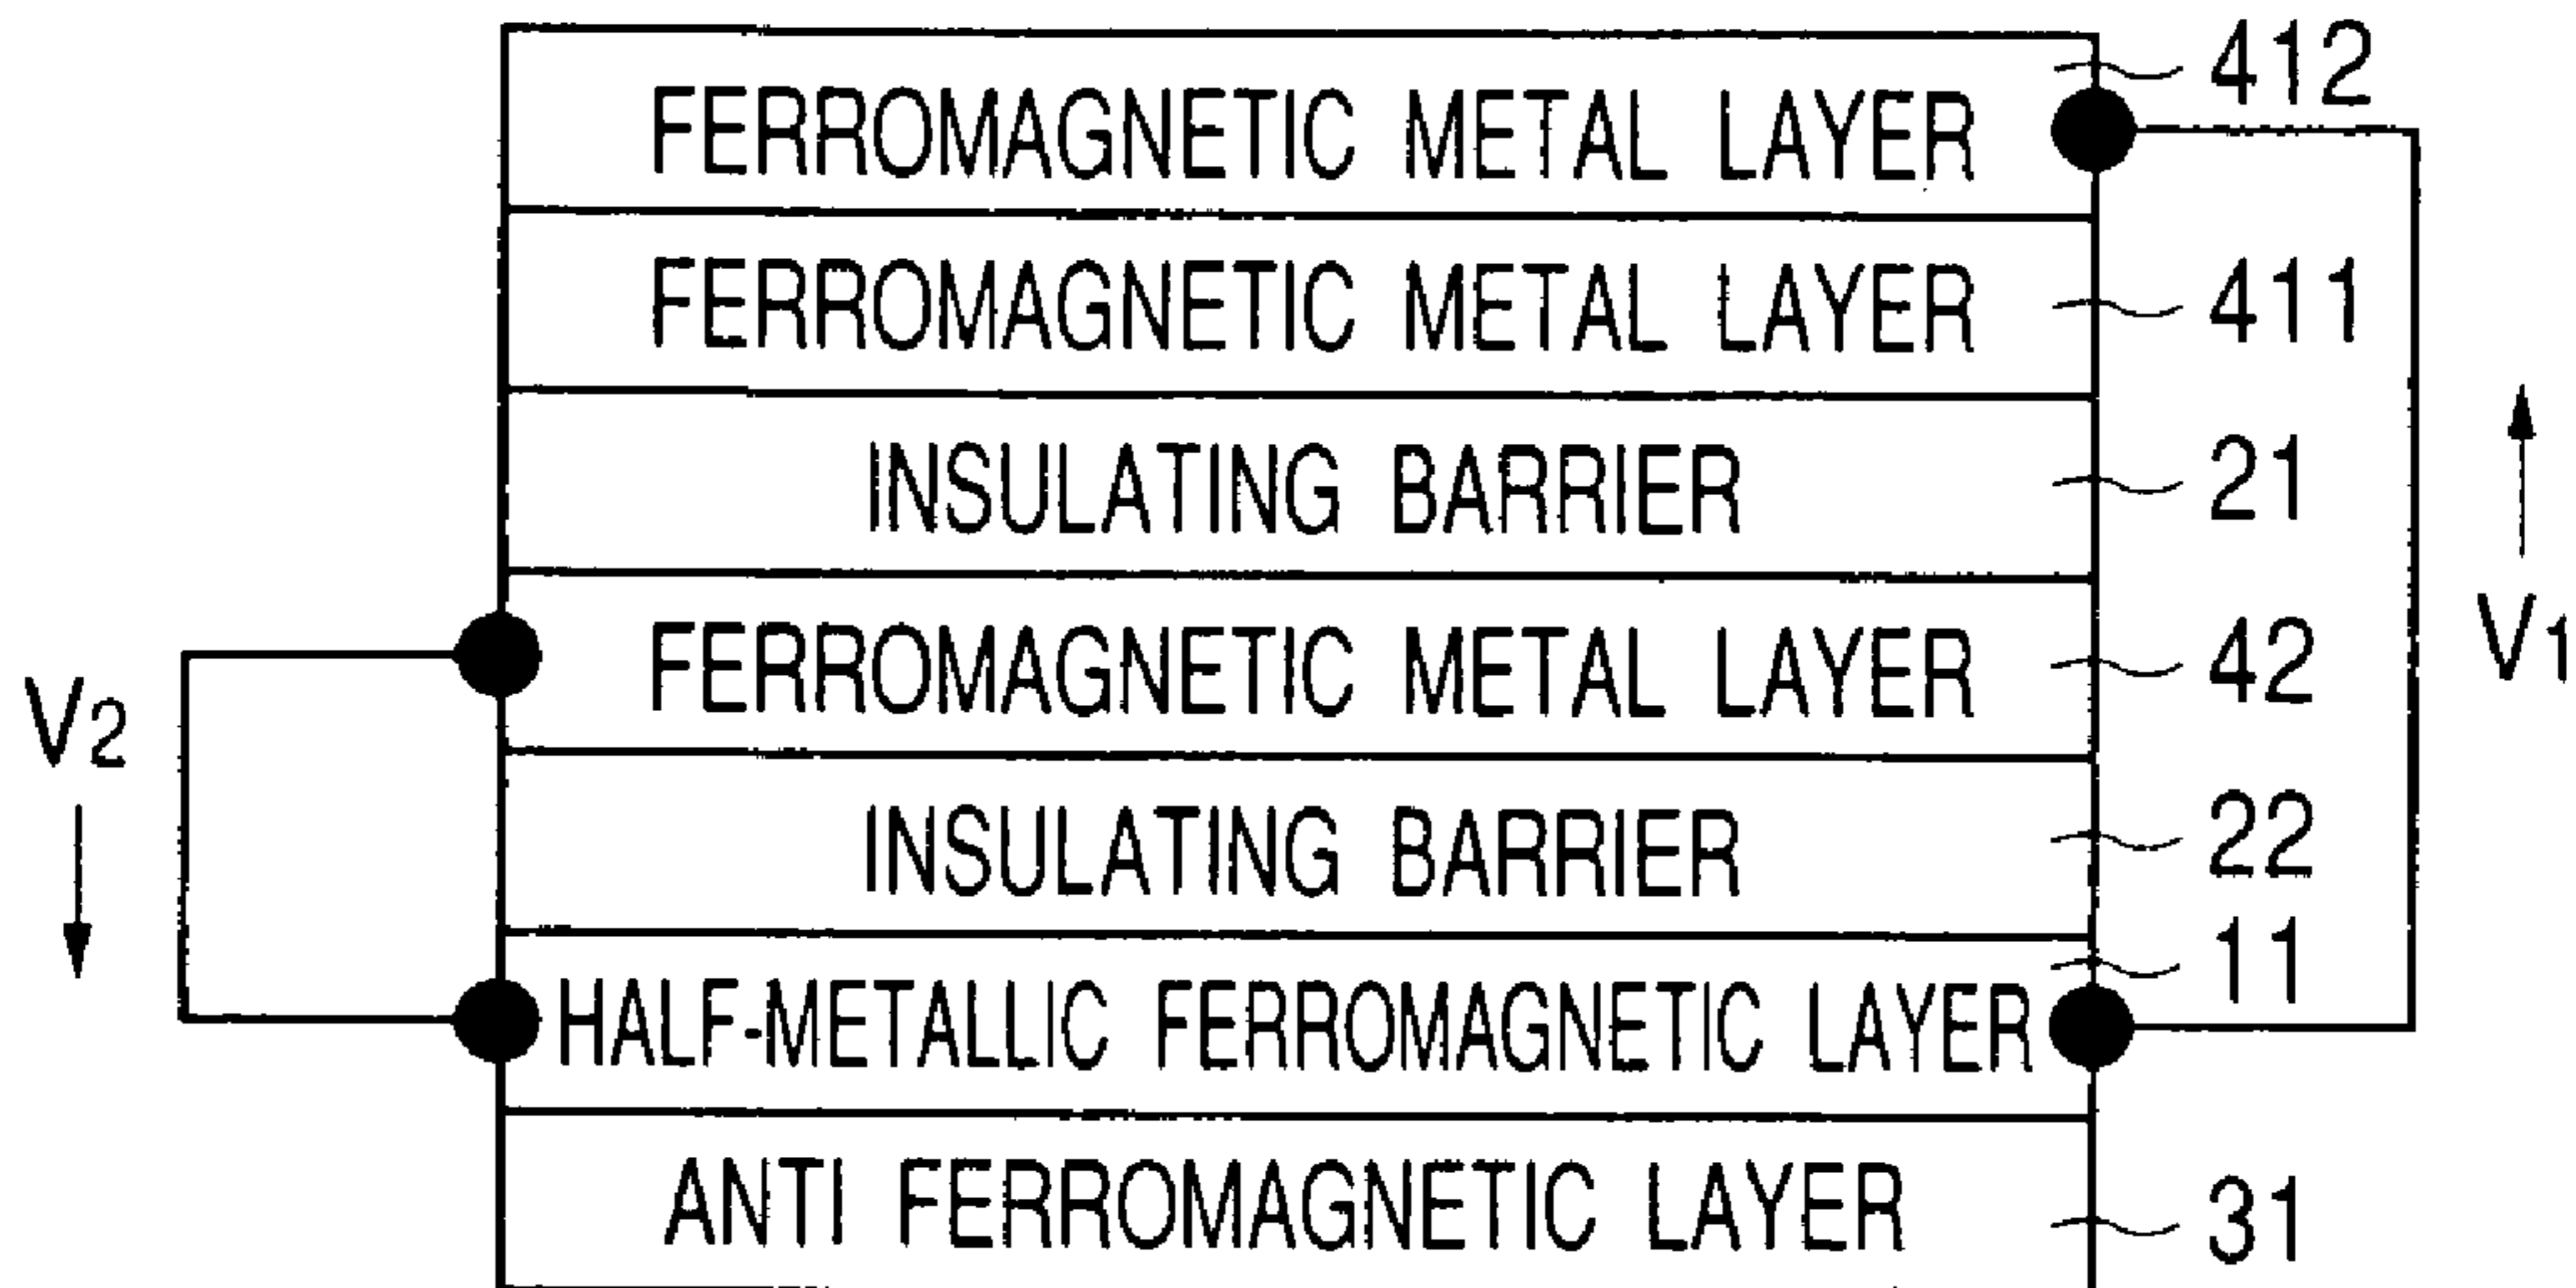 412
FERROMAGNETIC METAL LAYER
FERROMAGNETIC METAL LAYER 411
INSULATING BARRIER 21
FERROMAGNETIC METAL LAYER 42
V1
V2
INSULATING BARRIER 22
11
HALF-METALLIC FERROMAGNETIC LAYER
ANTI FERROMAGNETIC LAYER 31